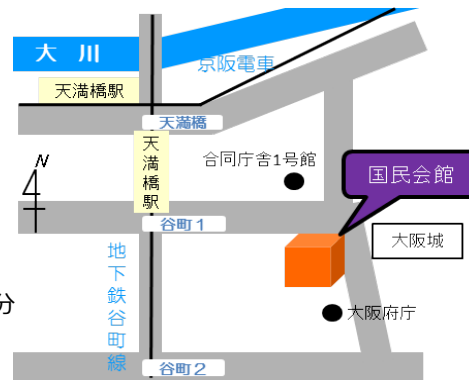 大 川
京阪電車
天満橋駅
天満橋
天満橋駅
合同庁舎1号館
国民会館
N
谷町1
大阪城
地下鉄谷町線
分
大阪府庁
谷町2